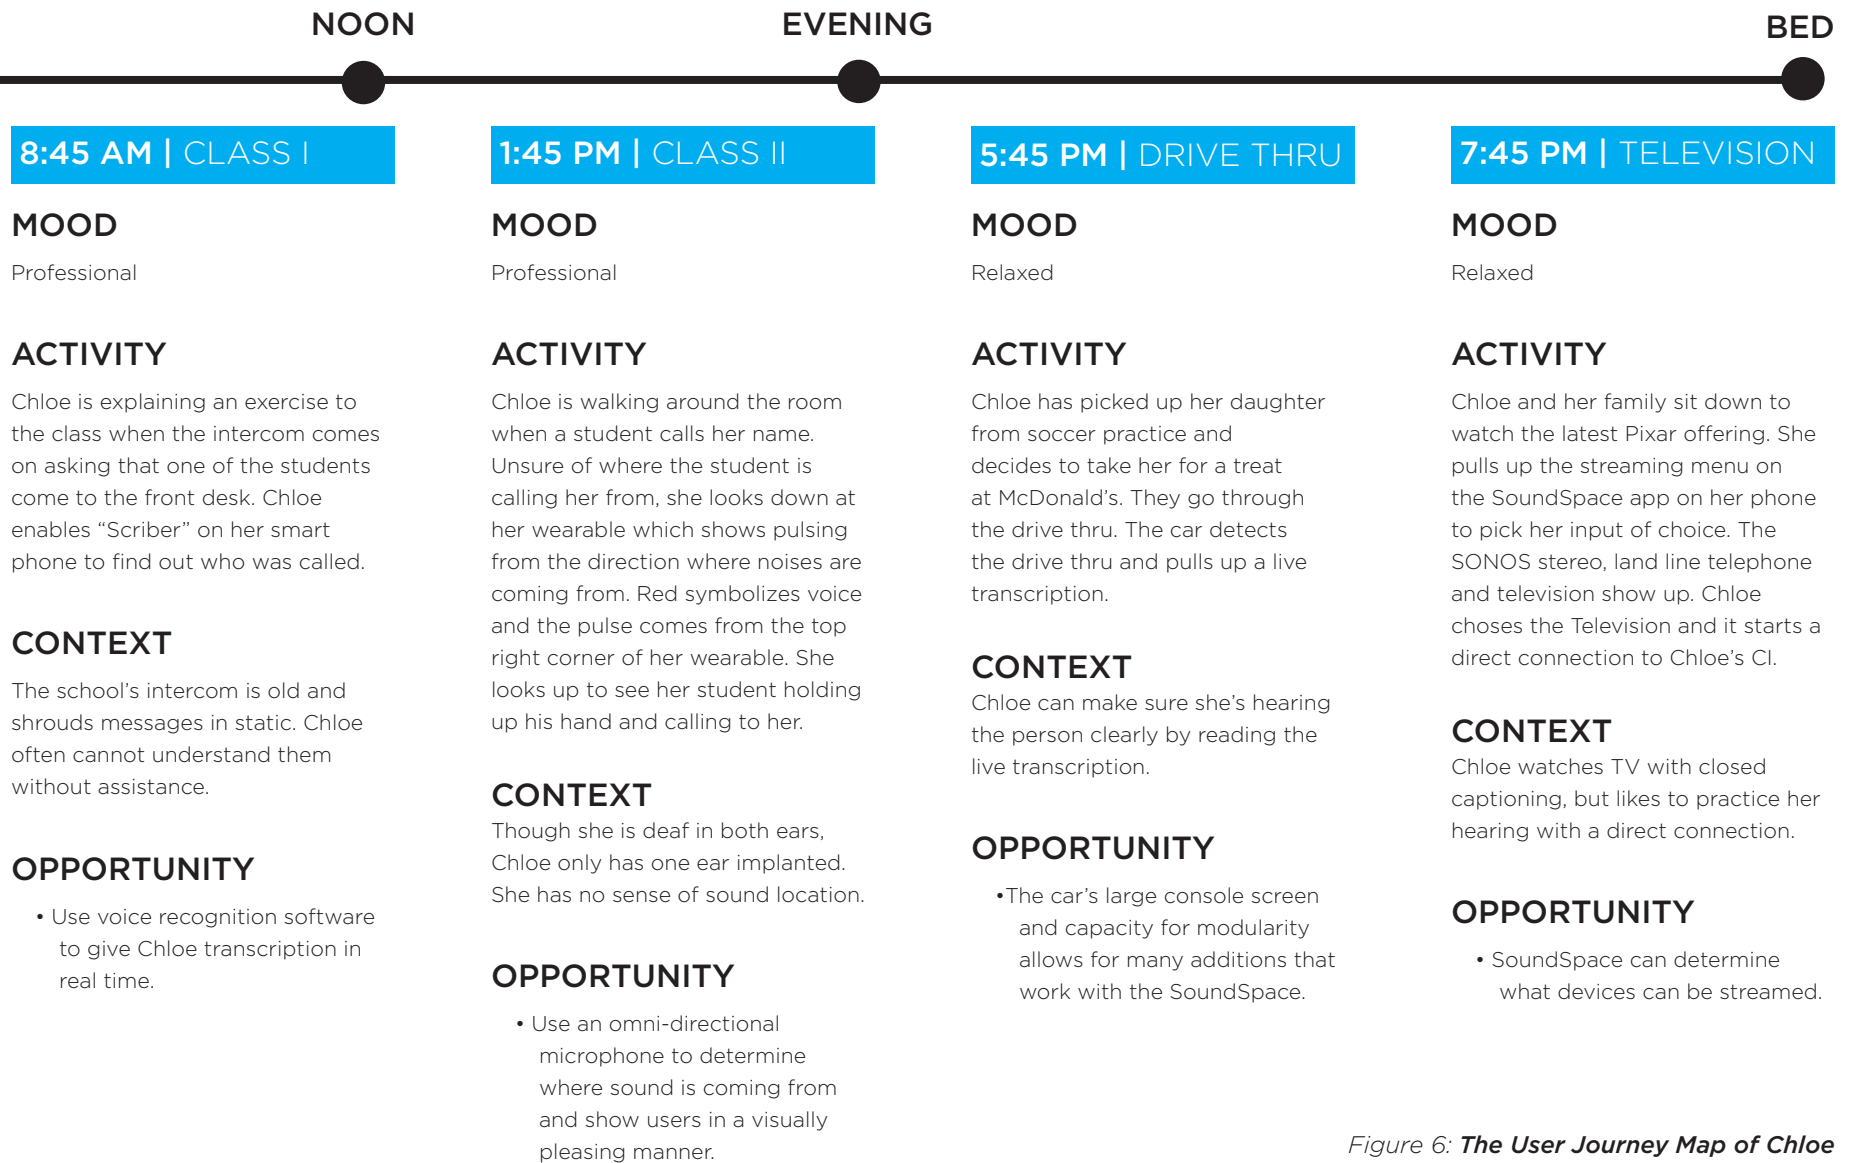 NOON
EVENING
BED
8:45 AM | CLASS I
MOOD
Professional
ACTIVITY
Chloe is explaining an exercise to
the class when the intercom comes
on asking that one of the students
come to the front desk. Chloe
enables “Scriber” on her smart
phone to find out who was called.
CONTEXT
The school’s intercom is old and
shrouds messages in static. Chloe
often cannot understand them
without assistance.
OPPORTUNITY
• Use voice recognition software
to give Chloe transcription in
real time.
1:45 PM | CLASS II
MOOD
Professional
ACTIVITY
Chloe is walking around the room
when a student calls her name.
Unsure of where the student is
calling her from, she looks down at
her wearable which shows pulsing
from the direction where noises are
coming from. Red symbolizes voice
and the pulse comes from the top
right corner of her wearable. She
looks up to see her student holding
up his hand and calling to her.
CONTEXT
Though she is deaf in both ears,
Chloe only has one ear implanted.
She has no sense of sound location.
OPPORTUNITY
• Use an omni-directional
microphone to determine
where sound is coming from
and show users in a visually
pleasing manner.
5:45 PM | DRIVE THRU
MOOD
Relaxed
ACTIVITY
Chloe has picked up her daughter
from soccer practice and
decides to take her for a treat
at McDonald’s. They go through
the drive thru. The car detects
the drive thru and pulls up a live
transcription.
CONTEXT
Chloe can make sure she’s hearing
the person clearly by reading the
live transcription.
OPPORTUNITY
•The car’s large console screen
and capacity for modularity
allows for many additions that
work with the SoundSpace.
7:45 PM | TELEVISION
MOOD
Relaxed
ACTIVITY
Chloe and her family sit down to
watch the latest Pixar offering. She
pulls up the streaming menu on
the SoundSpace app on her phone
to pick her input of choice. The
SONOS stereo, land line telephone
and television show up. Chloe
choses the Television and it starts a
direct connection to Chloe’s CI.
CONTEXT
Chloe watches TV with closed
captioning, but likes to practice her
hearing with a direct connection.
OPPORTUNITY
• SoundSpace can determine
what devices can be streamed.
Figure 6: The User Journey Map of Chloe